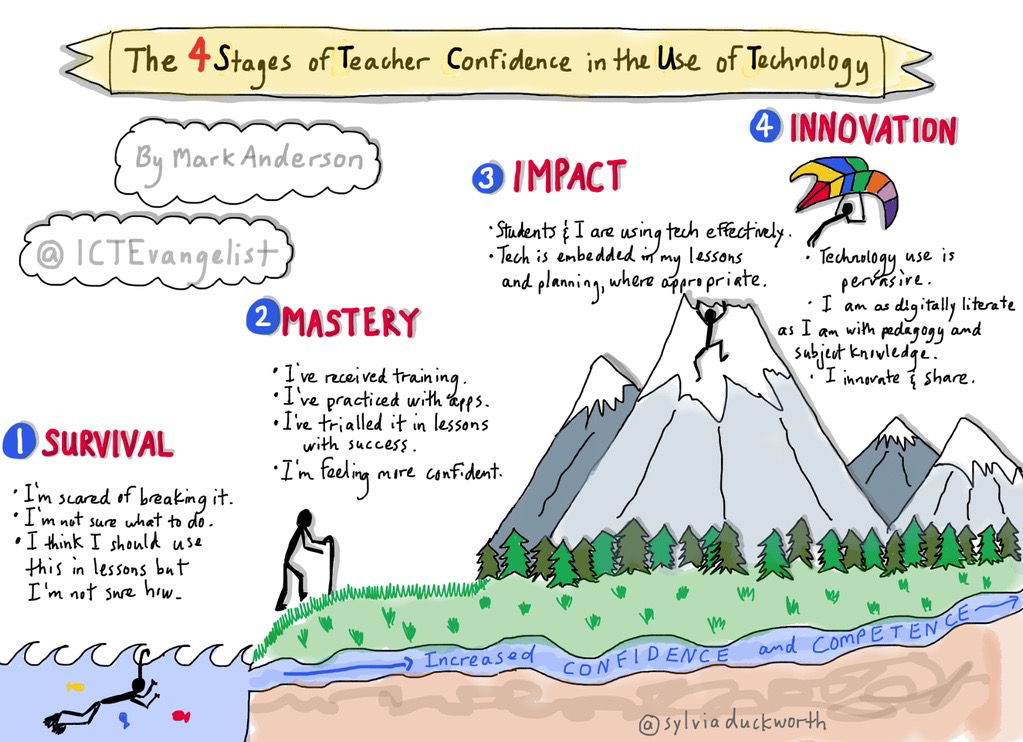 The 4 Stages of Teacher Confidence in the Use of Technology
By Mark Anderson
@ ICTEvangelist
1 SURVIVAL
• I'm scared of breaking it.
• I'm not sure what to do.
• I think I should use
this in lessons but
I'm not sure how.
2 MASTERY
• I've received training.
• I've practiced with apps.
• I've trialled it in lessons
with success.
• I'm feeling more confident.
3 IMPACT
• Students & I are using tech effectively.
• Tech is embedded in my lessons
and planning, where appropriate.
4 INNOVATION
• Technology use is
pervasive.
• I am as digitally literate
as I am with pedagogy and
subject knowledge.
• I innovate & share.
Increased CONFIDENCE and COMPETENCE
@sylviaduckworth